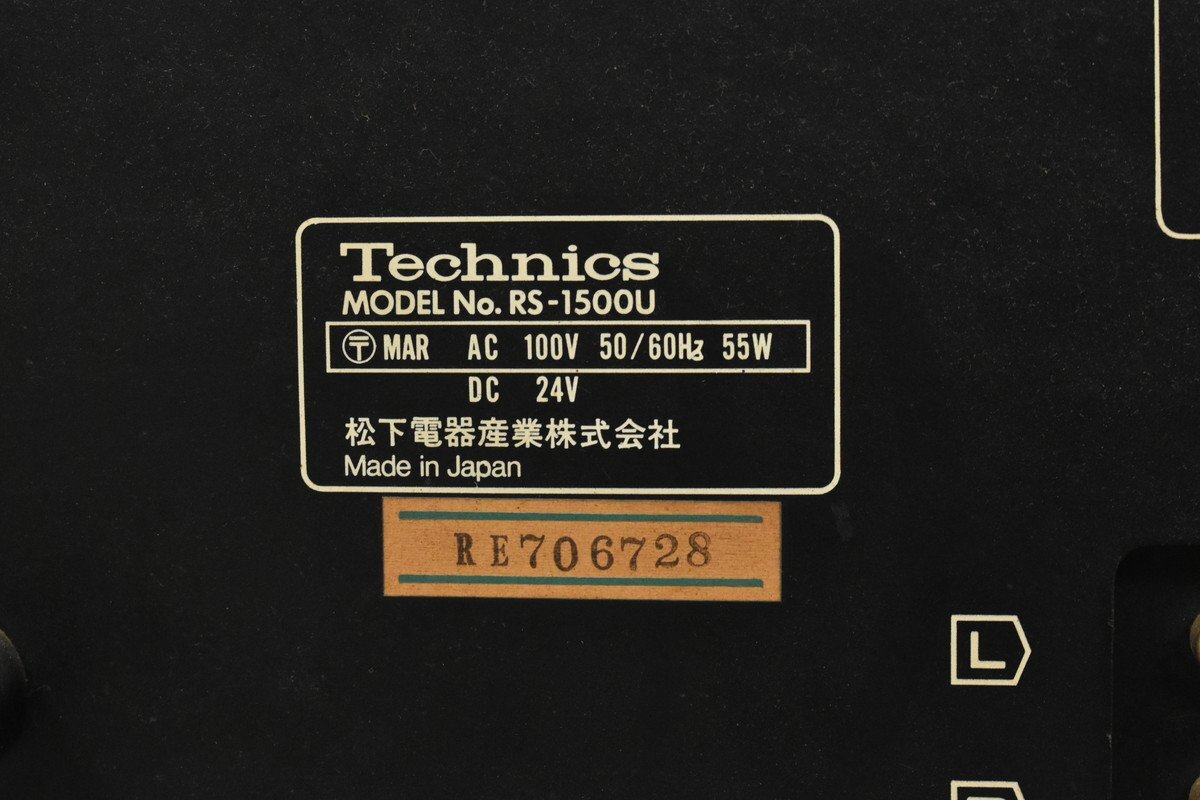 Technics
MODEL No. RS-1500U
〒 MAR AC 100V 50/60Hz 55W
DC 24V
松下電器産業株式会社
Made in Japan
RE706728
L